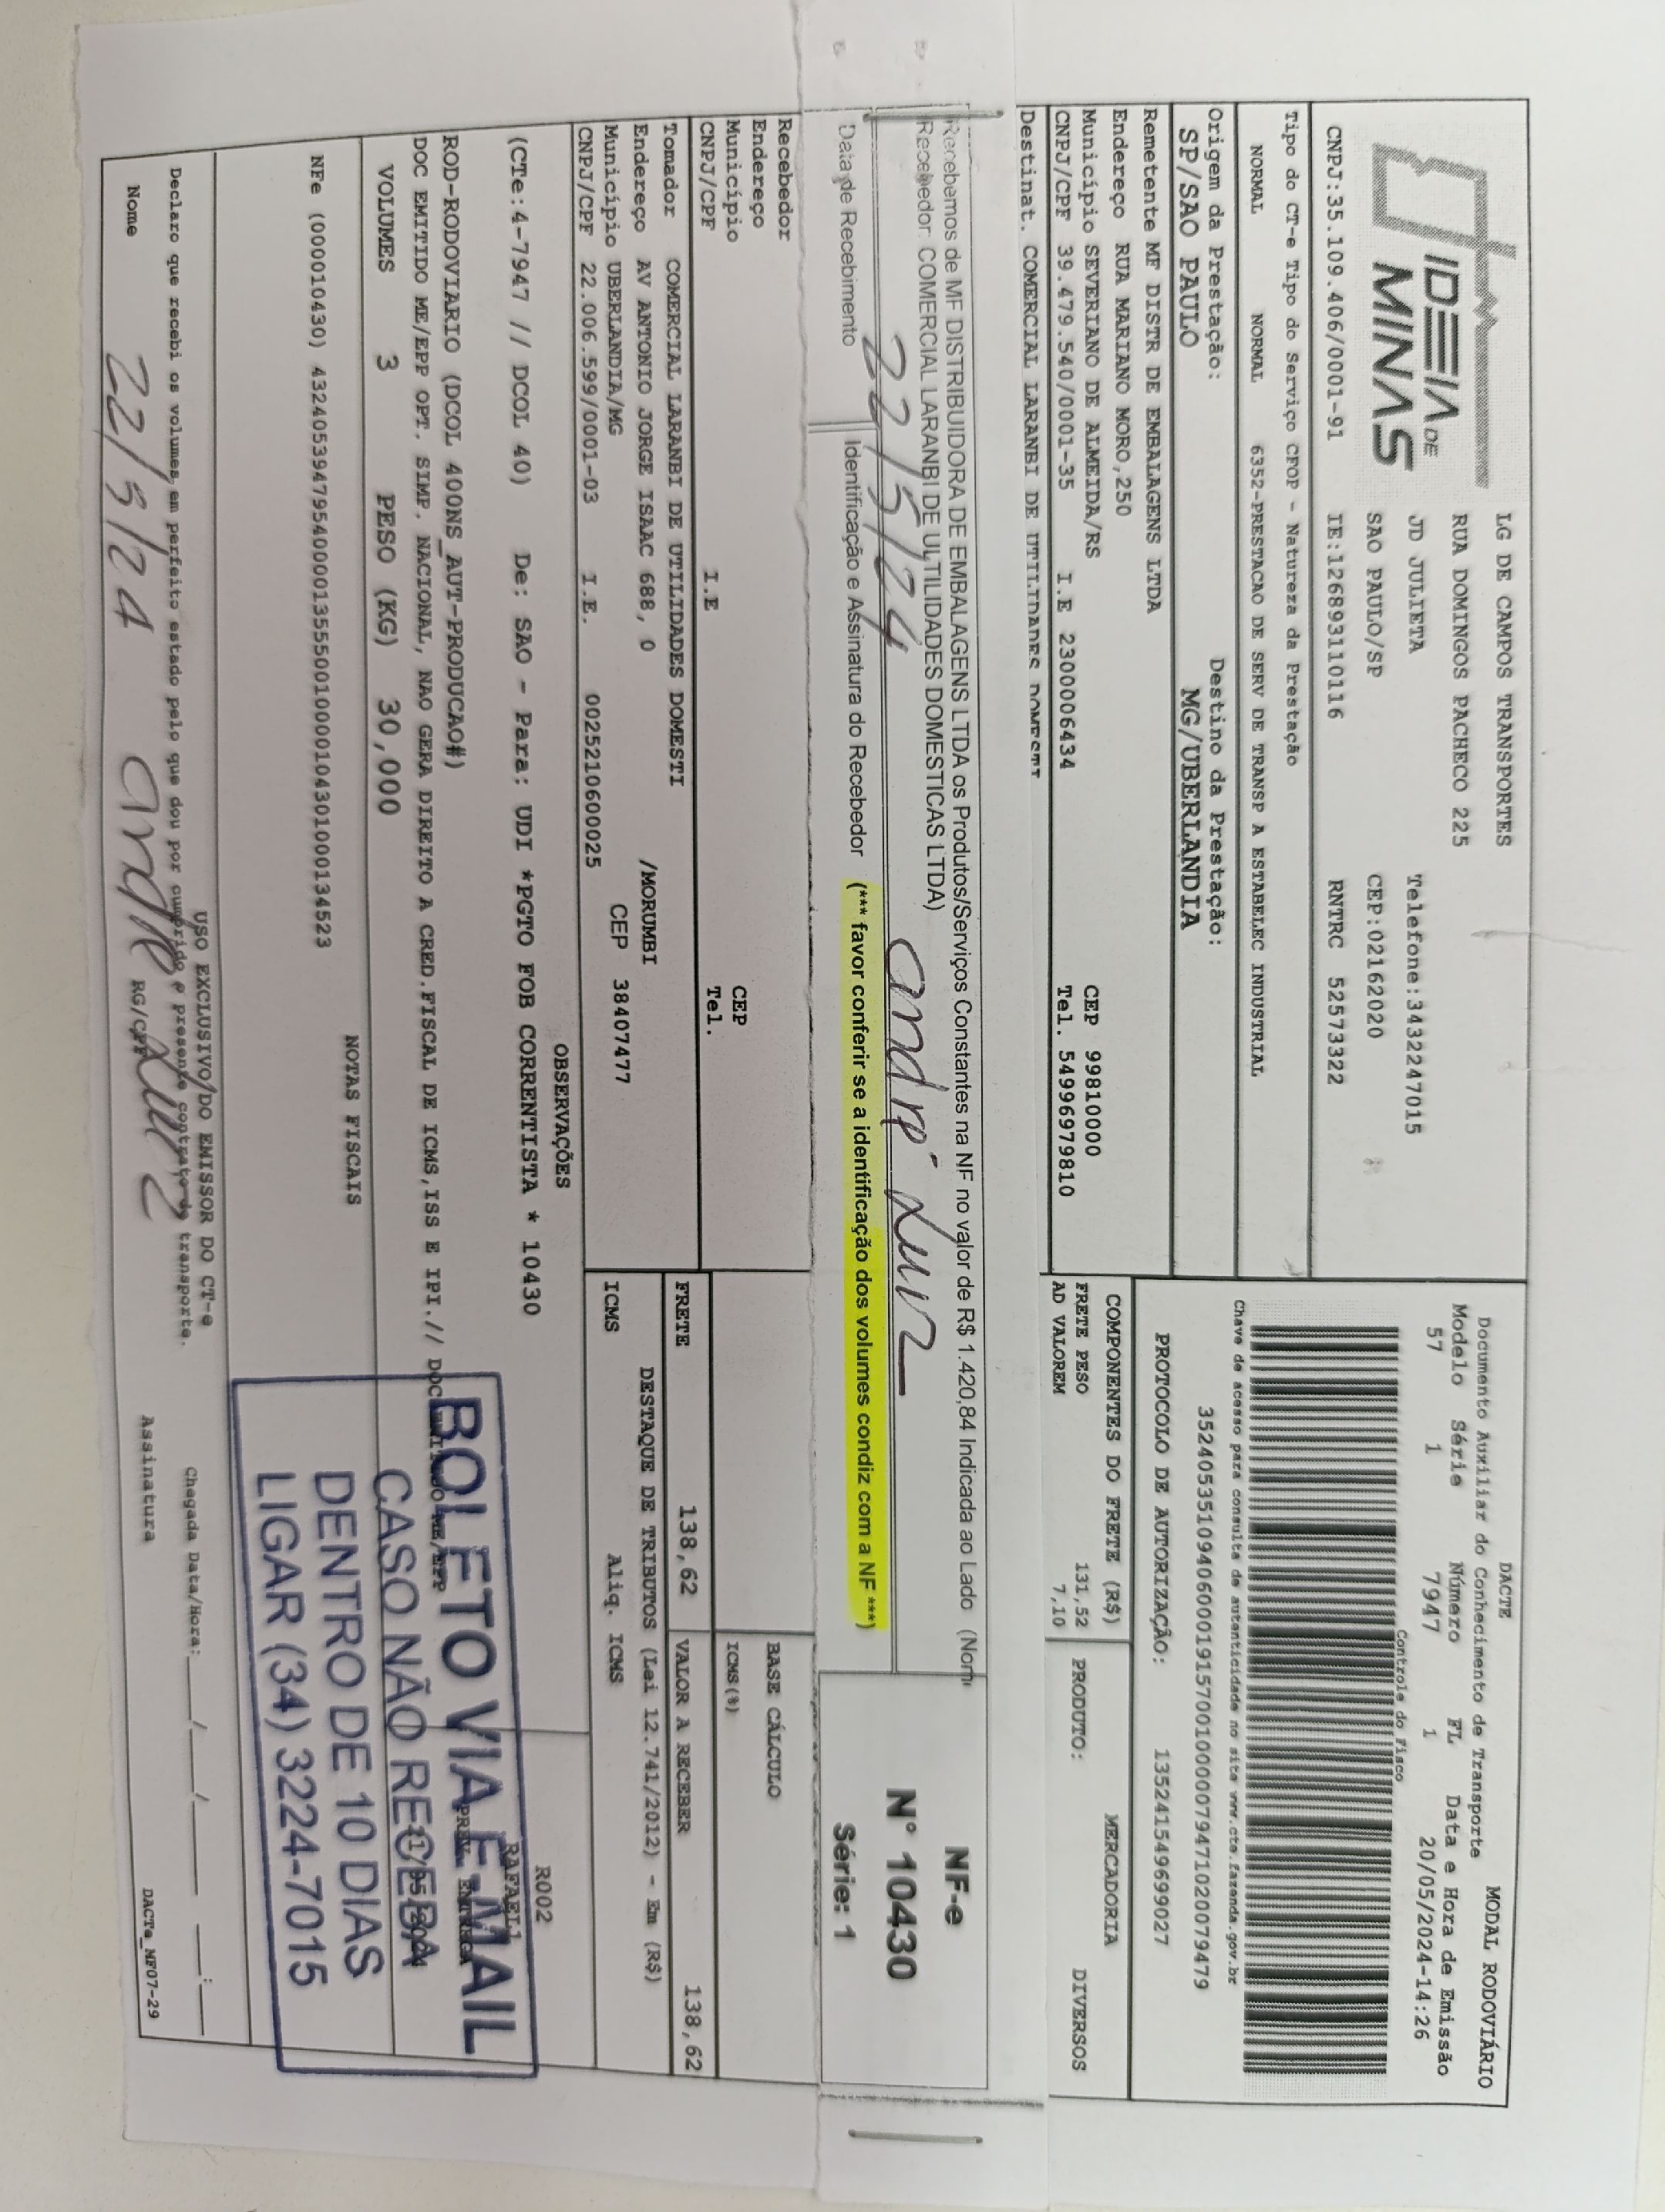 IDEIA DE
MINAS
LG DE CAMPOS TRANSPORTES
RUA DOMINGOS PACHECO 225
JD JULIETA Telefone:3432247015
SAO PAULO/SP CEP:02162020
CNPJ:35.109.406/0001-91 IE:126893110116 RNTRC 52573322
Tipo do CT-e Tipo do Serviço CFOP - Natureza da Prestação
NORMAL NORMAL 6352-PRESTACAO DE SERV DE TRANSP A ESTABELEC INDUSTRIAL
Origem da Prestação: Destino da Prestação:
SP/SAO PAULO MG/UBERLANDIA
DACTE MODAL RODOVIÁRIO
Documento Auxiliar do Conhecimento de Transporte
Modelo Série Número FL Data e Hora de Emissão
57 1 7947 1 20/05/2024-14:26
Controle do Fisco
Chave de acesso para consulta de autenticidade no site www.cte.fazenda.gov.br
35240535109406000191570010000079471020079479
PROTOCOLO DE AUTORIZAÇÃO: 135241549699027
Remetente MF DISTR DE EMBALAGENS LTDA
Endereço RUA MARIANO MORO,250
Município SEVERIANO DE ALMEIDA/RS CEP 99810000
CNPJ/CPF 39.479.540/0001-35 I.E 2300006434 Tel. 54996979810
Destinat. COMERCIAL LARANBI DE UTILIDADES DOMESTI
COMPONENTES DO FRETE (R$) MERCADORIA
FRETE PESO 131,52 PRODUTO: DIVERSOS
AD VALOREM 7,10
Recebemos de MF DISTRIBUIDORA DE EMBALAGENS LTDA os Produtos/Serviços Constantes na NF no valor de R$ 1.420,84 Indicada ao Lado (Nom
Recebedor: COMERCIAL LARANBI DE ULTILIDADES DOMESTICAS LTDA)
22/5/24 André Luiz
Data de Recebimento Identificação e Assinatura do Recebedor (*** favor conferir se a identificação dos volumes condiz com a NF ***)
NF-e
N° 10430
Série: 1
Recebedor
Endereço
Município CEP
CNPJ/CPF I.E Tel.
BASE CÁLCULO
ICMS(%)
Tomador COMERCIAL LARANBI DE UTILIDADES DOMESTI
Endereço AV ANTONIO JORGE ISAAC 688, 0 /MORUMBI
Município UBERLANDIA/MG CEP 38407477
CNPJ/CPF 22.006.599/0001-03 I.E. 0025210600025
FRETE 138,62 VALOR A RECEBER 138,62
DESTAQUE DE TRIBUTOS (Lei 12.741/2012) - Em (R$)
ICMS Aliq. ICMS
OBSERVAÇÕES
(CTe:4-7947 // DCOL 40) De: SAO - Para: UDI *PGTO FOB CORRENTISTA * 10430
R002
RAFAEL1
ROD-RODOVIARIO (DCOL 400NS_AUT-PRODUCAO#)
PREV. ENTREGA
DOC EMITIDO ME/EPP OPT. SIMP. NACIONAL, NAO GERA DIREITO A CRED.FISCAL DE ICMS,ISS E IPI.// DOC EMITIDO ME/EPP
21/05/2024
VOLUMES 3 PESO (KG) 30,000
NOTAS FISCAIS
NFe (000010430) 43240539479540000135550010000104301000134523
BOLETO VIA E-MAIL
CASO NÃO RECEBA
DENTRO DE 10 DIAS
LIGAR (34) 3224-7015
USO EXCLUSIVO/DO EMISSOR DO CT-e
Declaro que recebi os volumes em perfeito estado pelo que dou por cumprido o presente contrato de transporte.
Chegada Data/Hora:___/___/____ __:__
Nome RG/CPF Assinatura
22/5/24 André Luiz
DACTe_MF07-29